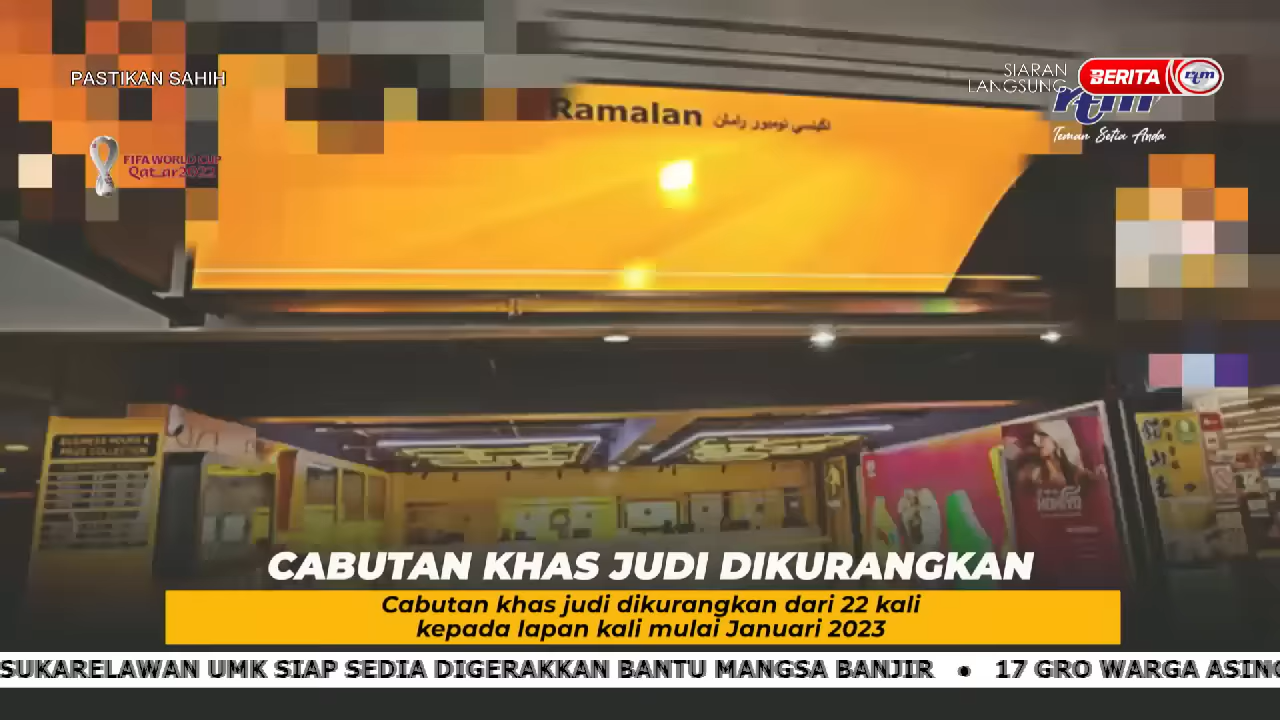 PASTIKAN SAHIH
SIARAN
LANGSUNG
BERITA
rtm
rtm
Teman Setia Anda
FIFA WORLD CUP
Qatar2022
Ramalan
BUSINESS HOURS &
PRIZE COLLECTION
CABUTAN KHAS JUDI DIKURANGKAN
Cabutan khas judi dikurangkan dari 22 kali
kepada lapan kali mulai Januari 2023
SUKARELAWAN UMK SIAP SEDIA DIGERAKKAN BANTU MANGSA BANJIR • 17 GRO WARGA ASING